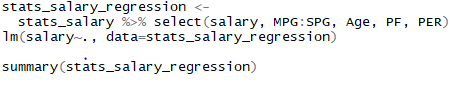 stats_salary_regression <-
  stats_salary %>% select(salary, MPG:SPG, Age, PF, PER)
lm(salary~., data=stats_salary_regression)
summary(stats_salary_regression)